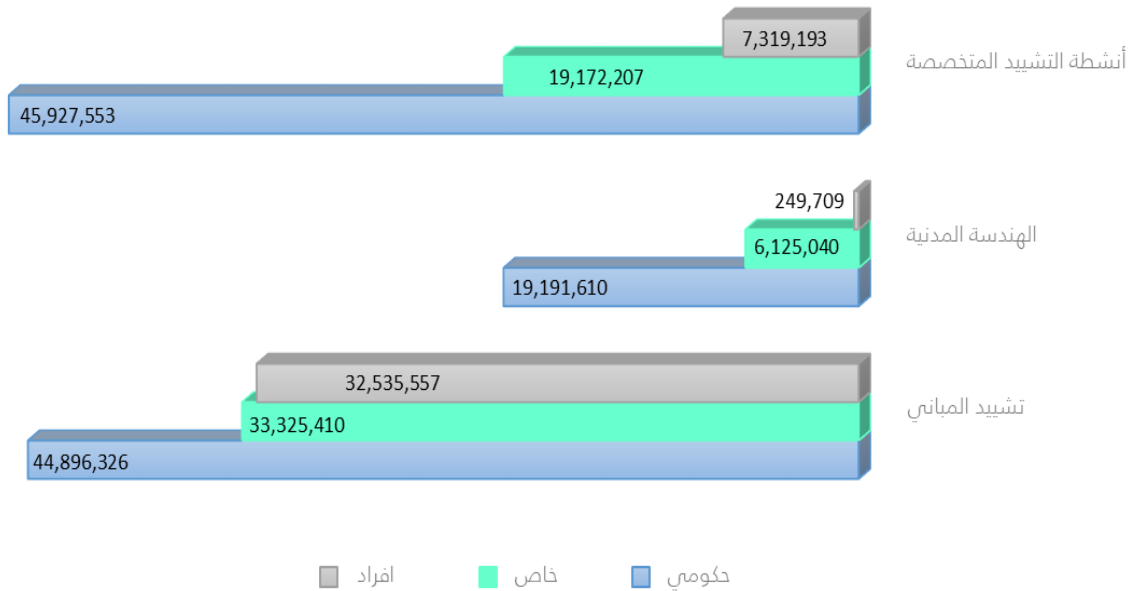 7,319,193
أنشطة التشييد المتخصصة
19,172,207
45,927,553
249,709
الهندسة المدنية
6,125,040
19,191,610
32,535,557
تشييد المباني
33,325,410
44,896,326
حكومي خاص افراد